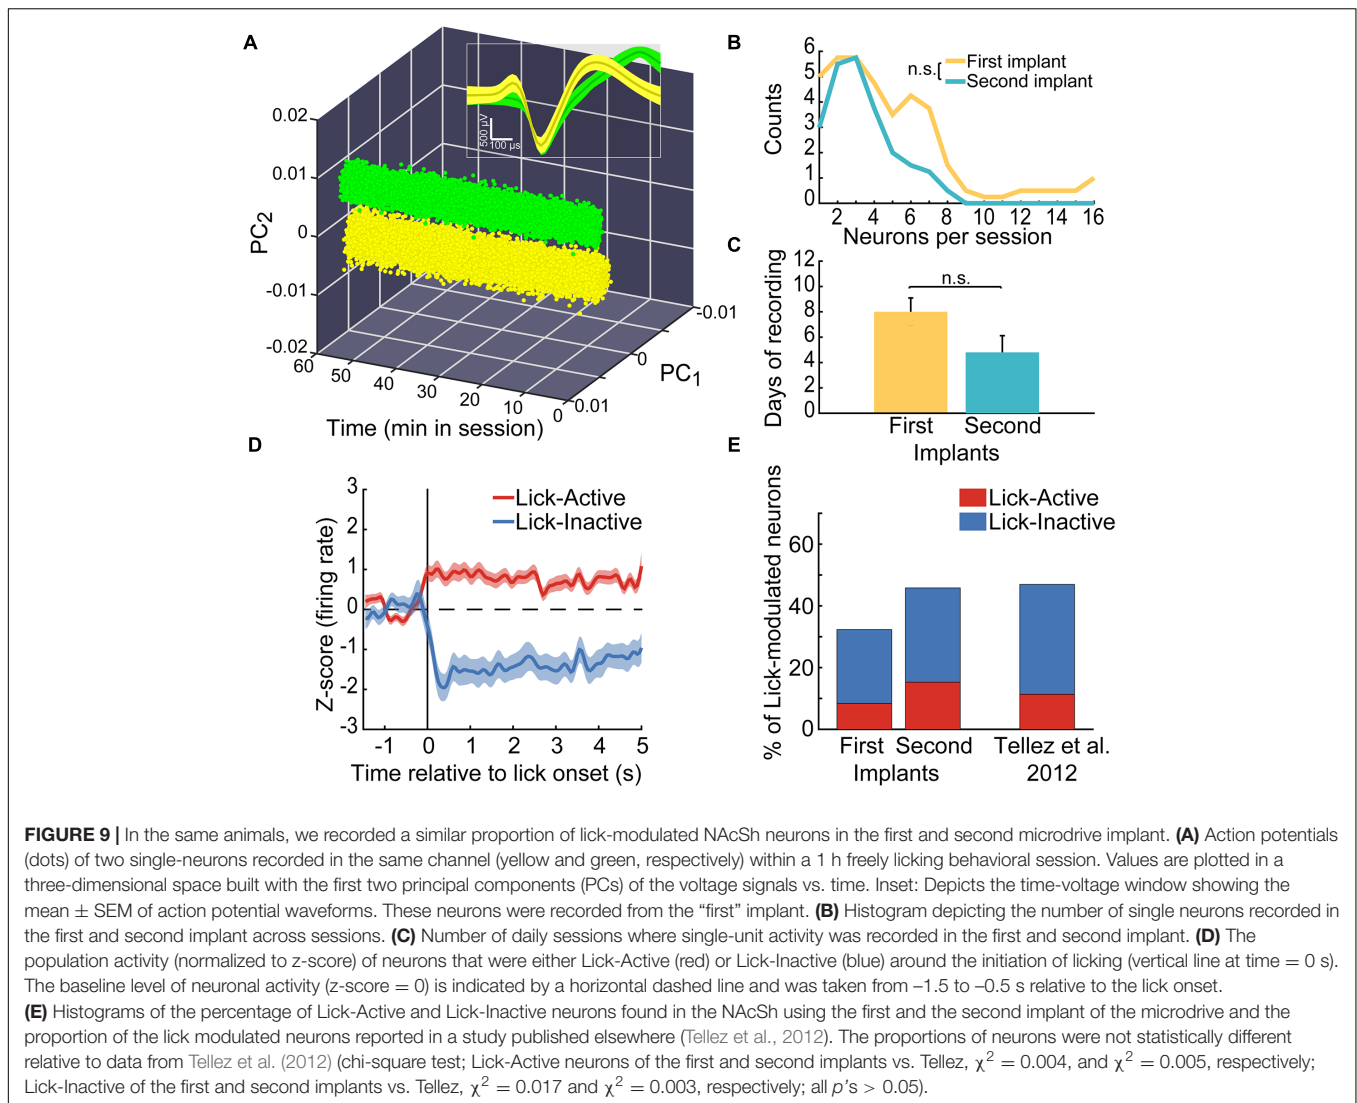 A
0.02
0.01
0
-0.01
-0.02
PC2
500 µV
100 µs
60
50
40
30
20
10
0
Time (min in session)
-0.01
0
0.01
PC1
B
6
5
4
3
2
1
0
Counts
n.s.
First implant
Second implant
2 4 6 8 10 12 14 16
Neurons per session
C
12
10
8
6
4
2
0
Days of recording
n.s.
First Second
Implants
D
3
2
1
0
-1
-2
-3
Z-score (firing rate)
Lick-Active
Lick-Inactive
-1 0 1 2 3 4 5
Time relative to lick onset (s)
E
60
40
20
0
% of Lick-modulated neurons
Lick-Active
Lick-Inactive
First Second Tellez et al.
Implants 2012
FIGURE 9 | In the same animals, we recorded a similar proportion of lick-modulated NAcSh neurons in the first and second microdrive implant. (A) Action potentials
(dots) of two single-neurons recorded in the same channel (yellow and green, respectively) within a 1 h freely licking behavioral session. Values are plotted in a
three-dimensional space built with the first two principal components (PCs) of the voltage signals vs. time. Inset: Depicts the time-voltage window showing the
mean ± SEM of action potential waveforms. These neurons were recorded from the “first” implant. (B) Histogram depicting the number of single neurons recorded in
the first and second implant across sessions. (C) Number of daily sessions where single-unit activity was recorded in the first and second implant. (D) The
population activity (normalized to z-score) of neurons that were either Lick-Active (red) or Lick-Inactive (blue) around the initiation of licking (vertical line at time = 0 s).
The baseline level of neuronal activity (z-score = 0) is indicated by a horizontal dashed line and was taken from –1.5 to –0.5 s relative to the lick onset.
(E) Histograms of the percentage of Lick-Active and Lick-Inactive neurons found in the NAcSh using the first and the second implant of the microdrive and the
proportion of the lick modulated neurons reported in a study published elsewhere (Tellez et al., 2012). The proportions of neurons were not statistically different
relative to data from Tellez et al. (2012) (chi-square test; Lick-Active neurons of the first and second implants vs. Tellez, χ² = 0.004, and χ² = 0.005, respectively;
Lick-Inactive of the first and second implants vs. Tellez, χ² = 0.017 and χ² = 0.003, respectively; all p’s > 0.05).